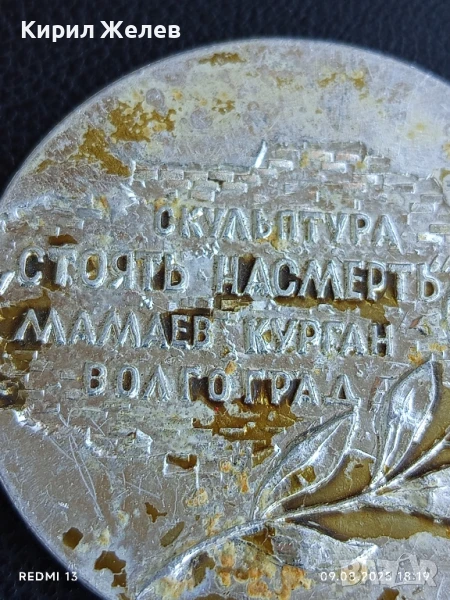 Кирил Желев
СКУЛЬПТУРА
„СТОЯТЬ НАСМЕРТЬ"
МАМАЕВ КУРГАН
ВОЛГОГРАД
REDMI 13
09.03.2025 18:19